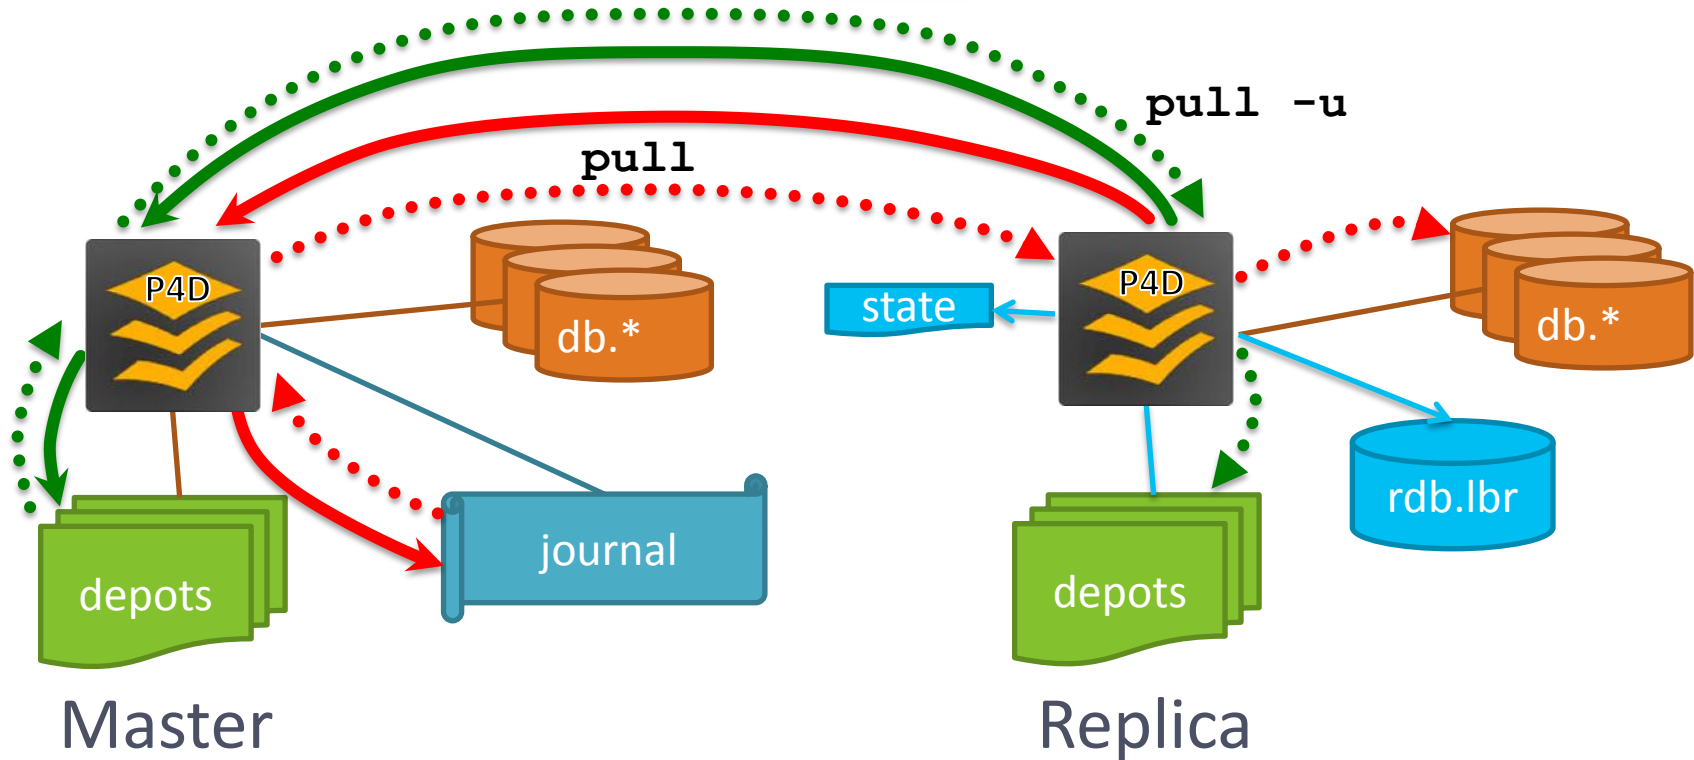 pull -u
pull
P4D
P4D
state
db.*
db.*
rdb.lbr
journal
depots
depots
Master
Replica